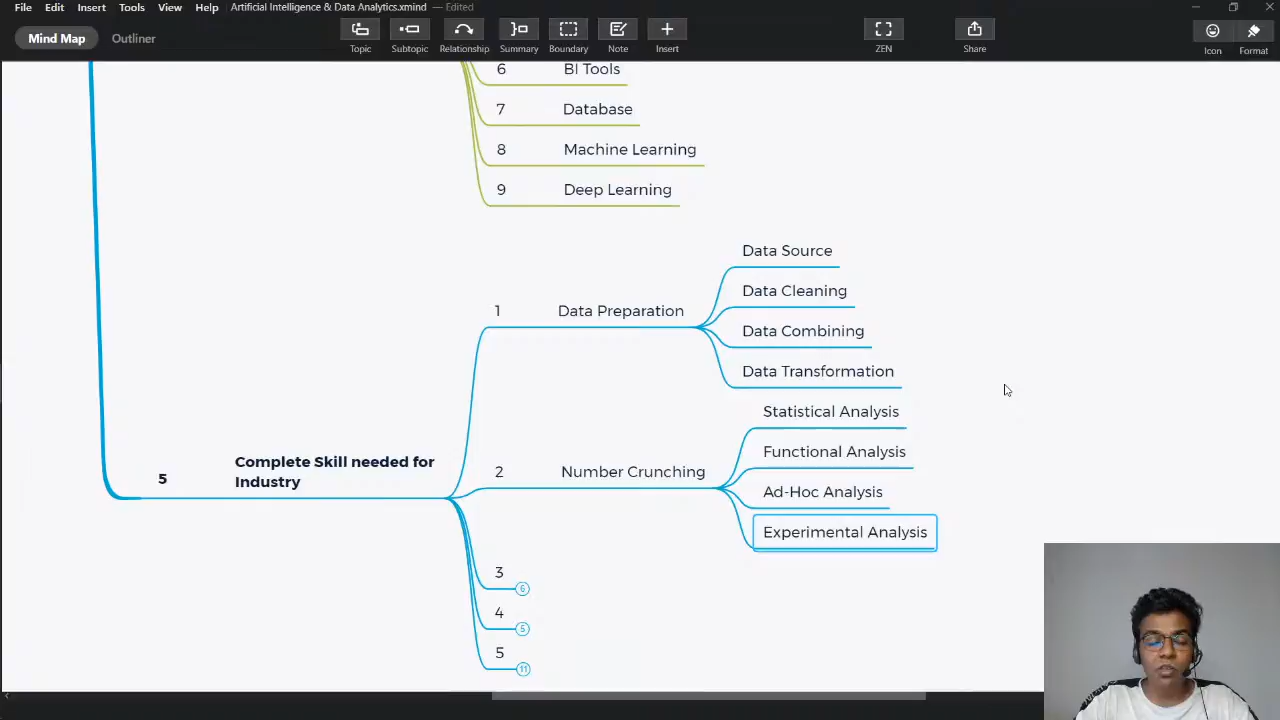 File Edit Insert Tools View Help Artificial Intelligence & Data Analytics.xmind — Edited
Mind Map Outliner
Topic Subtopic Relationship Summary Boundary Note Insert ZEN Share Icon Format
6 BI Tools
7 Database
8 Machine Learning
9 Deep Learning
Data Source
Data Cleaning
1 Data Preparation
Data Combining
Data Transformation
Statistical Analysis
Functional Analysis
5 Complete Skill needed for
Industry
2 Number Crunching
Ad-Hoc Analysis
Experimental Analysis
3 6
4 5
5 11